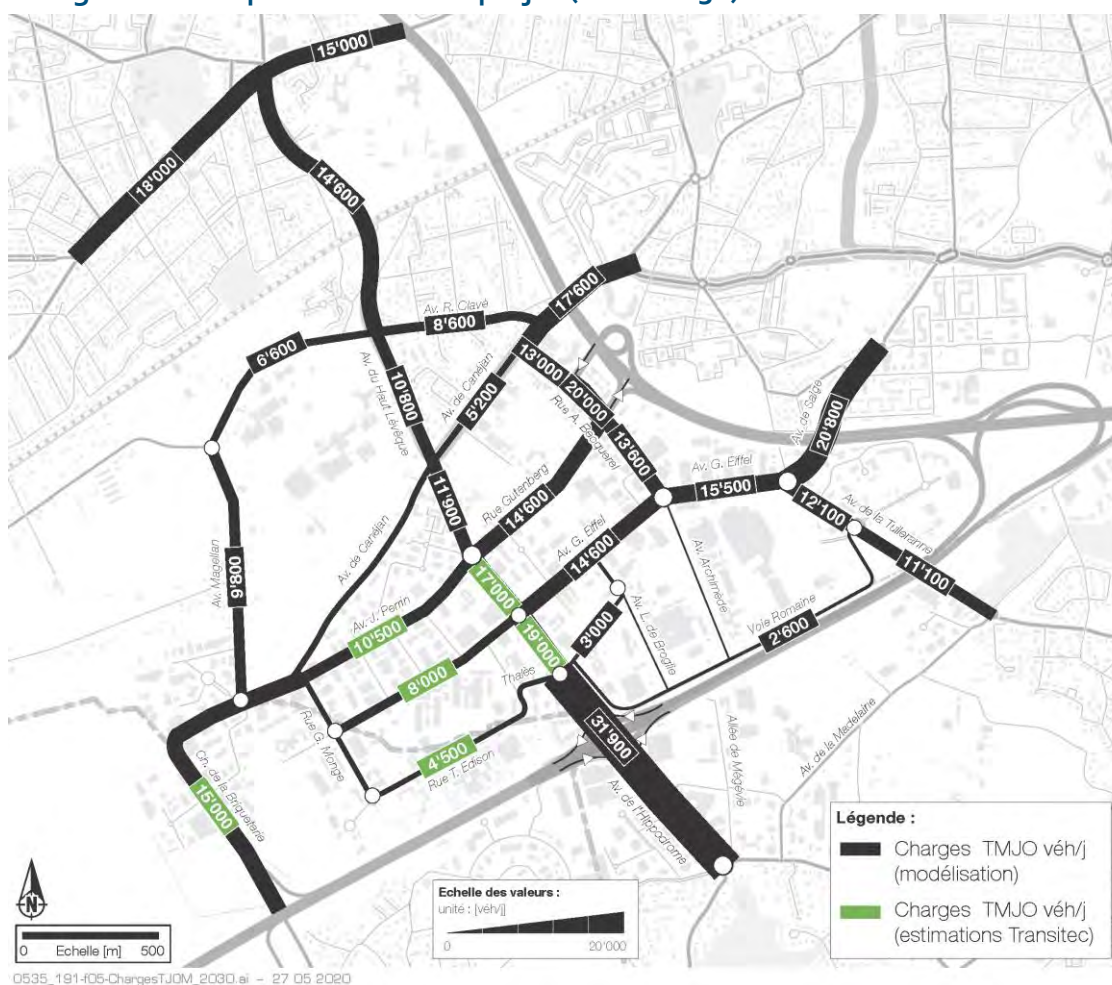 15'000
18'000
14'600
17'600
Av. R. Clavé
8'600
6'600
13'000
20'000
13'600
Rue A. Becquerel
Av. de Canéjan
5'200
Av. du Haut Lévêque
10'800
Av. de Saige
20'800
11'900
Rue Gutenberg
14'600
Av. G. Eiffel
15'500
12'100
Av. de la Tuileranne
11'100
Av. de Canéjan
Av. G. Eiffel
14'600
Av. Magellan
9'800
17'000
Av. Archimède
Av. J. Perrin
10'500
19'000
3'000
Av. L. de Broglie
Voie Romaine
2'600
8'000
Thalès
Rue G. Monge
4'500
Rue T. Edison
31'900
Allée de Mégévie
Av. de la Madelaine
Av. de l'Hippodrome
Ch. de la Briqueterie
15'000
N
0 Echelle [m] 500
Echelle des valeurs :
unité : [véh/j]
0 20'000
Légende :
Charges TMJO véh/j
(modélisation)
Charges TMJO véh/j
(estimations Transitec)
0535_191-f05-ChargesTJOM_2030.ai - 27 05 2020